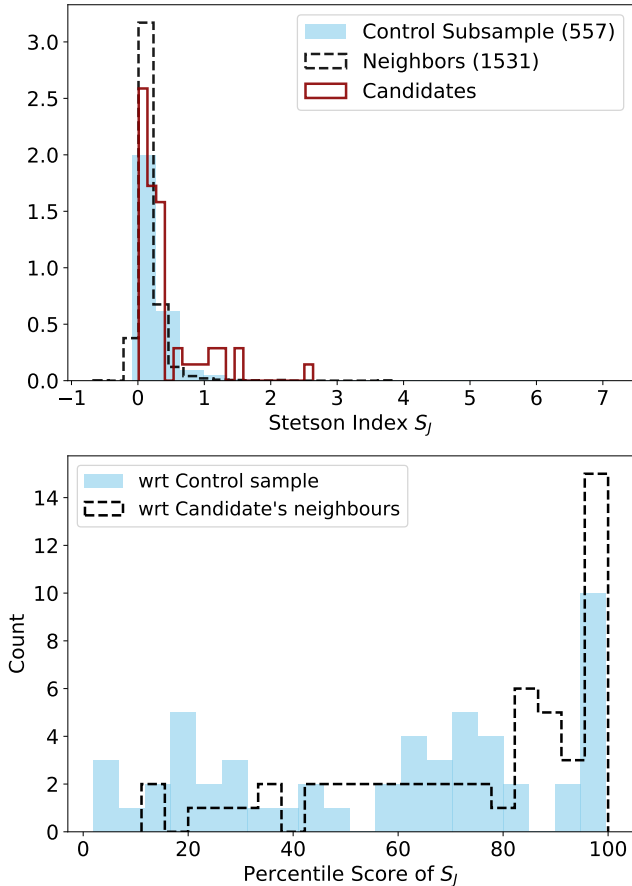 3.0
2.5
2.0
1.5
1.0
0.5
0.0
−1 0 1 2 3 4 5 6 7
Stetson Index S_J
Control Subsample (557)
Neighbors (1531)
Candidates
wrt Control sample
wrt Candidate's neighbours
14
12
10
8
6
4
2
0
Count
0 20 40 60 80 100
Percentile Score of S_J